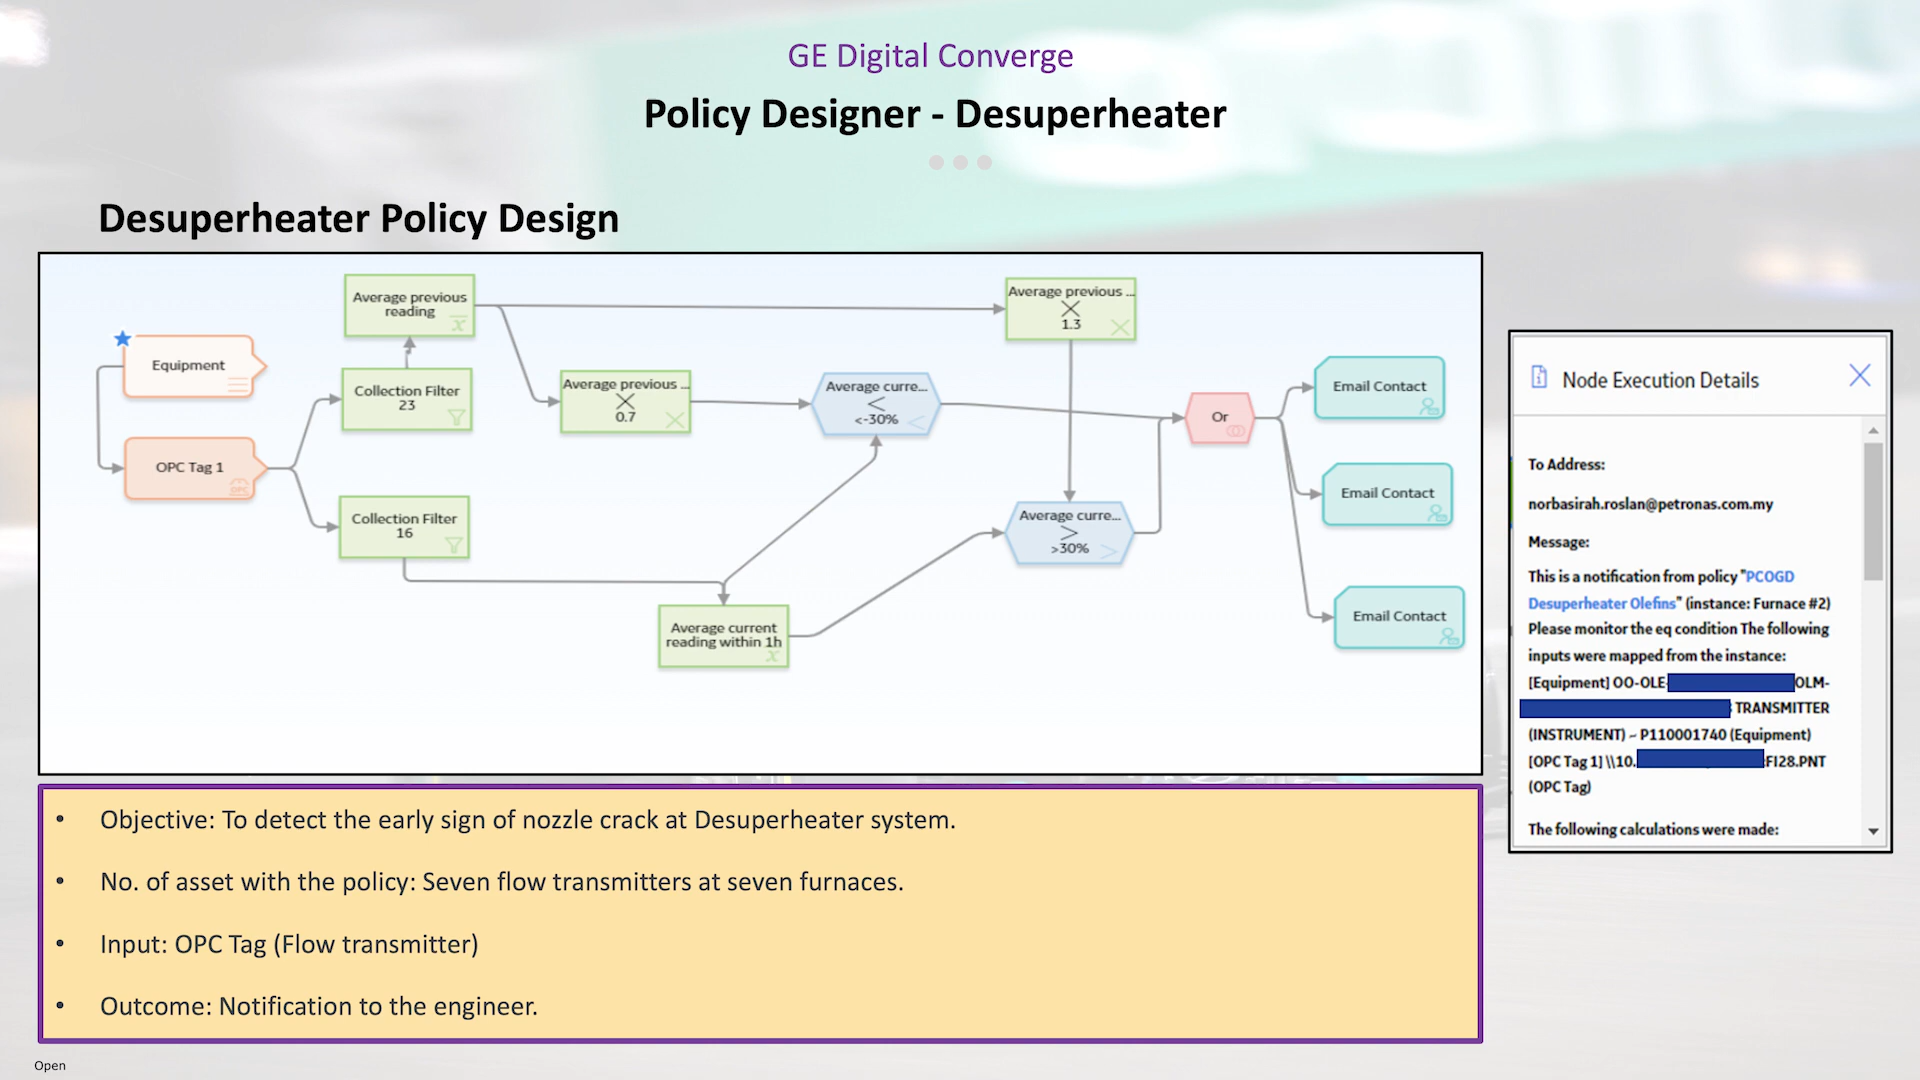 GE Digital Converge
Policy Designer - Desuperheater
Desuperheater Policy Design
Equipment
OPC Tag 1
OPC
Average previous
reading
x
Collection Filter
23
Collection Filter
16
Average previous ...
0.7
Average current
reading within 1h
x
Average curre...
<
<-30%
Average previous ...
1.3
Average curre...
>
>30%
Or
Email Contact
Email Contact
Email Contact
Node Execution Details
To Address:
norbasirah.roslan@petronas.com.my
Message:
This is a notification from policy "PCOGD
Desuperheater Olefins" (instance: Furnace #2)
Please monitor the eq condition The following
inputs were mapped from the instance:
[Equipment] OO-OLE- OLM-
TRANSMITTER
(INSTRUMENT) ~ P110001740 (Equipment)
[OPC Tag 1] \\10. FI28.PNT
(OPC Tag)
The following calculations were made:
• Objective: To detect the early sign of nozzle crack at Desuperheater system.
• No. of asset with the policy: Seven flow transmitters at seven furnaces.
• Input: OPC Tag (Flow transmitter)
• Outcome: Notification to the engineer.
Open